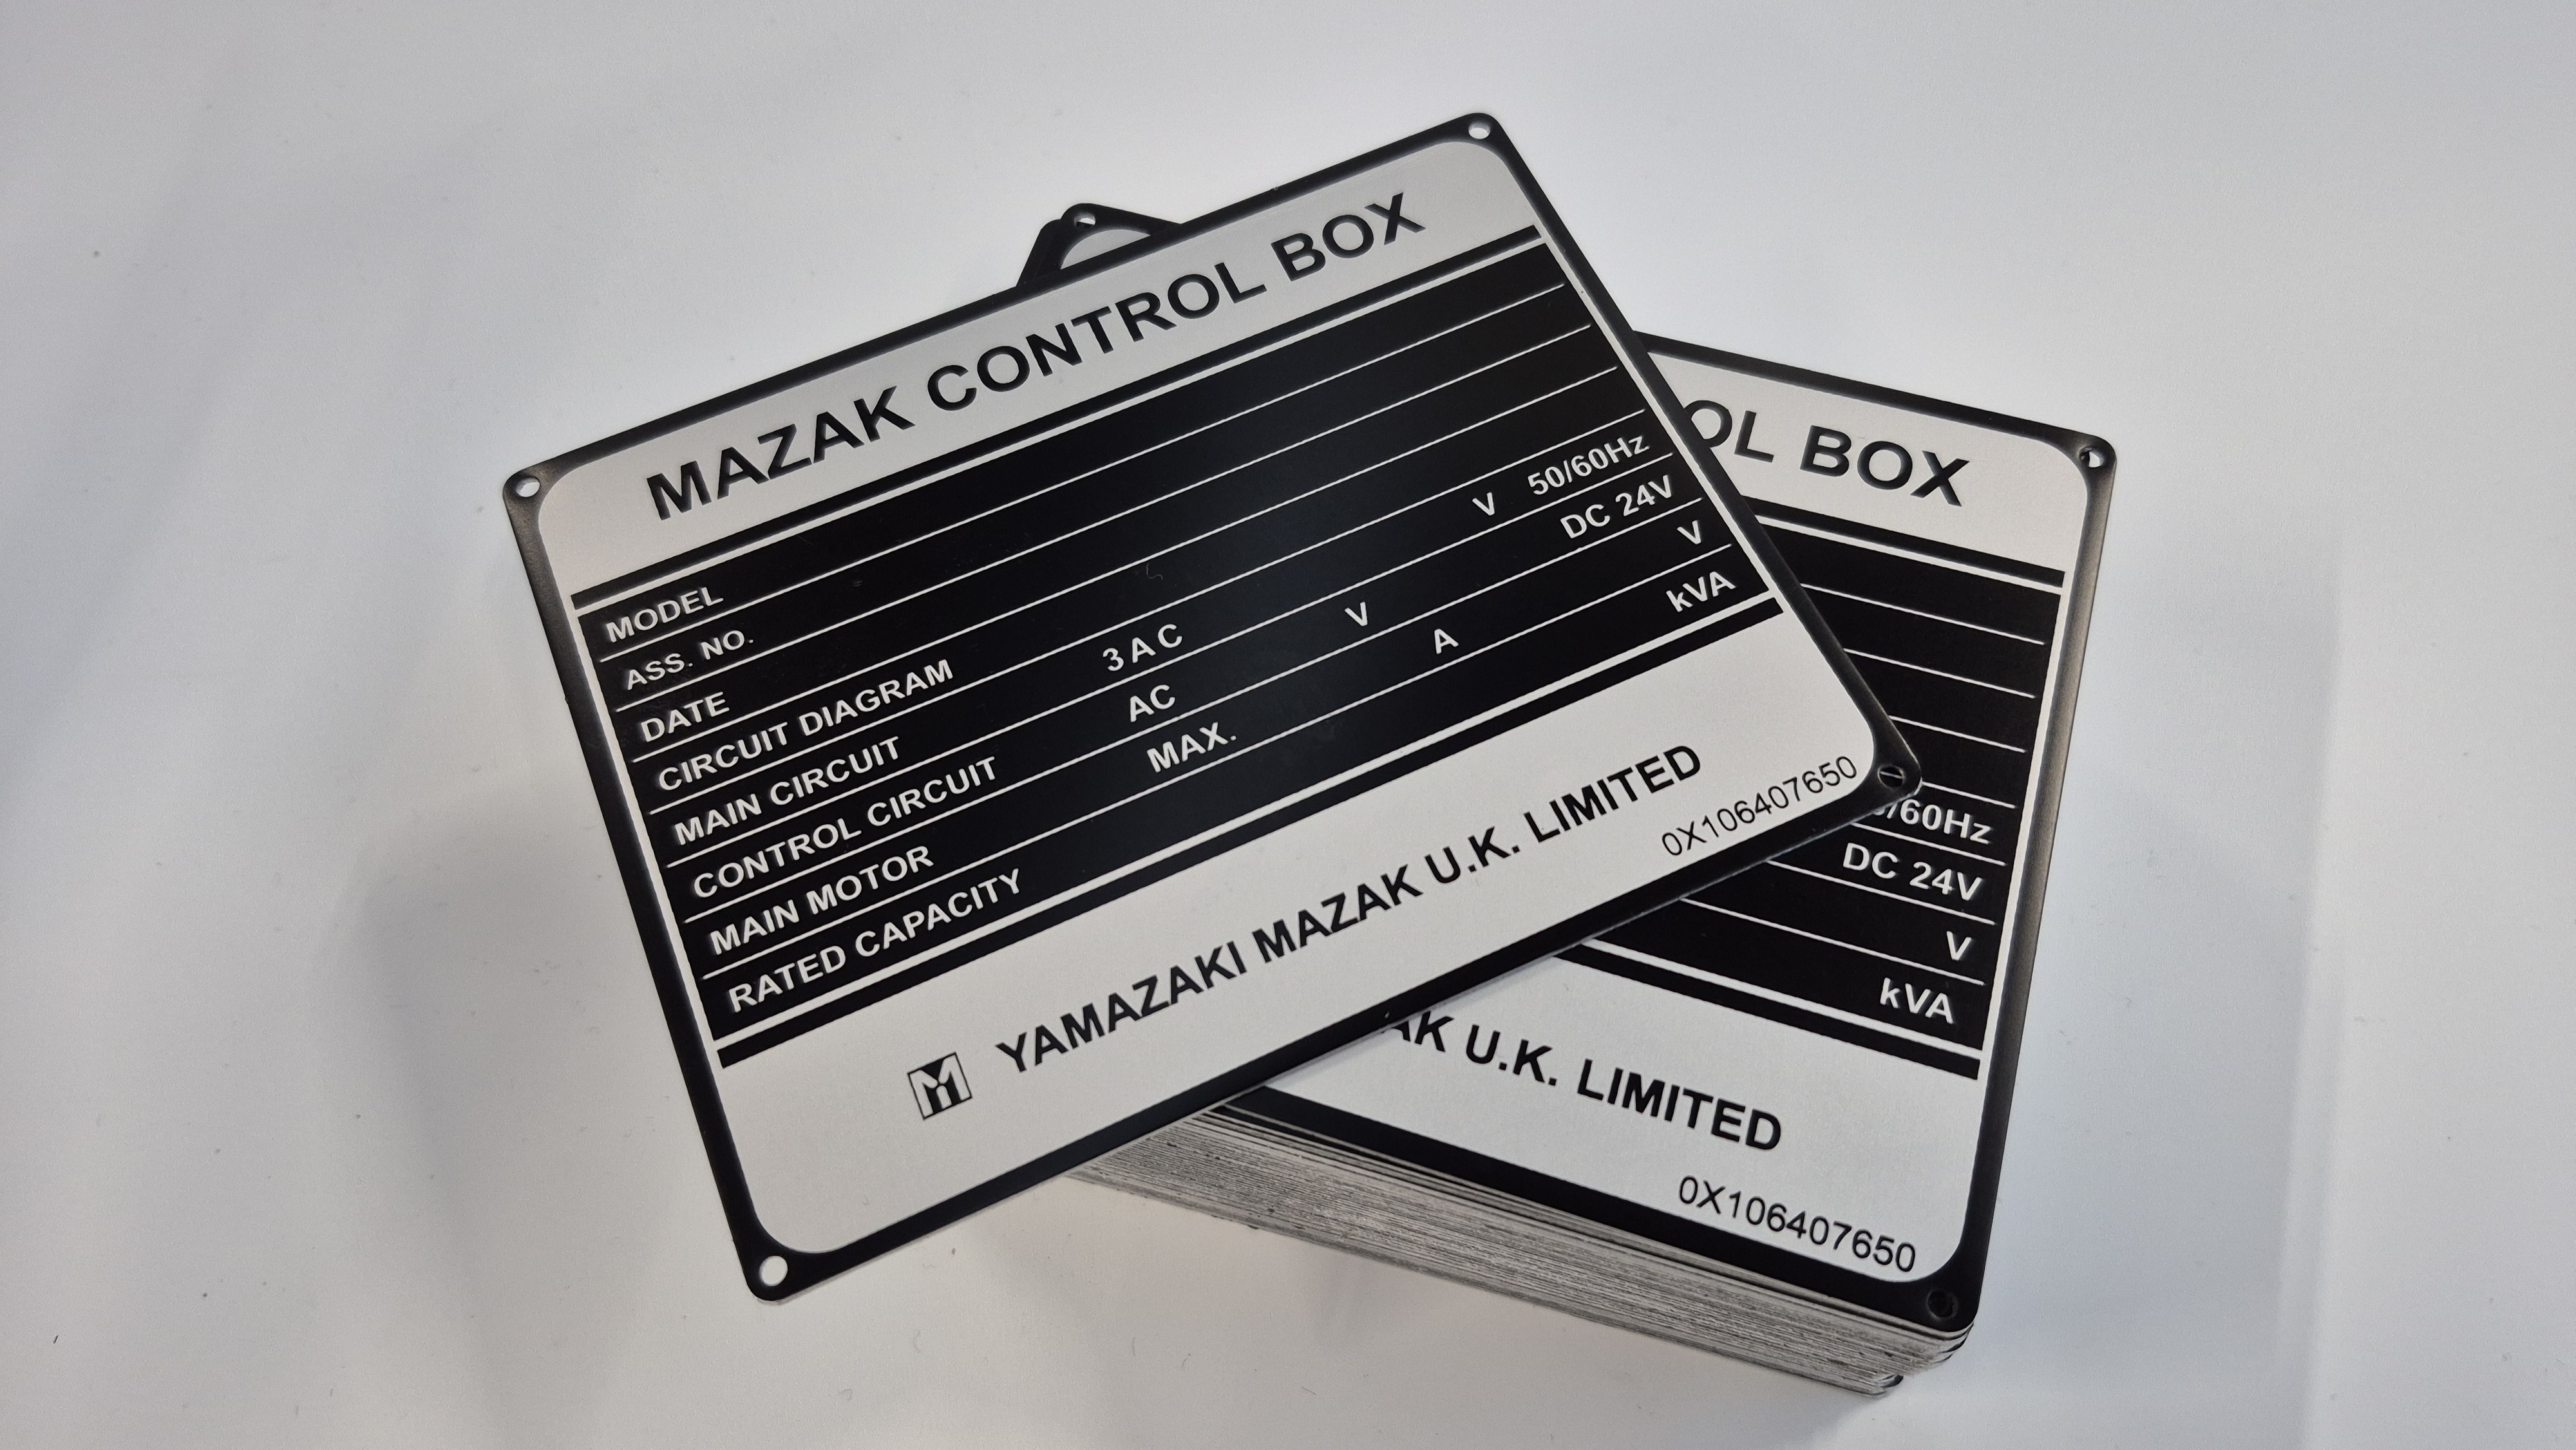 MAZAK CONTROL BOX
MODEL
ASS. NO.
DATE
CIRCUIT DIAGRAM
MAIN CIRCUIT 3 A C V 50/60Hz
CONTROL CIRCUIT AC V DC 24V
MAIN MOTOR MAX. A V
RATED CAPACITY kVA
YAMAZAKI MAZAK U.K. LIMITED
0X106407650
OL BOX
/60Hz
DC 24V
V
kVA
AK U.K. LIMITED
0X106407650